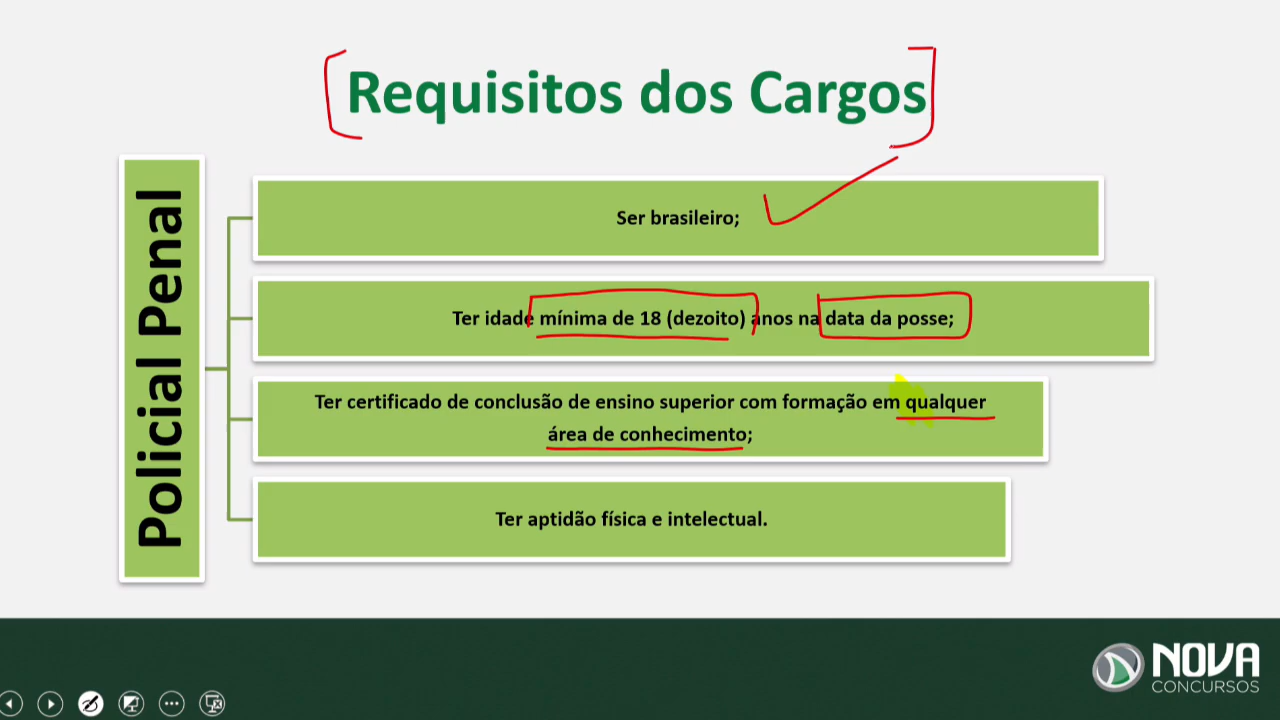 Requisitos dos Cargos
Policial Penal
Ser brasileiro;
Ter idade mínima de 18 (dezoito) anos na data da posse;
Ter certificado de conclusão de ensino superior com formação em qualquer
área de conhecimento;
Ter aptidão física e intelectual.
NOVA
CONCURSOS